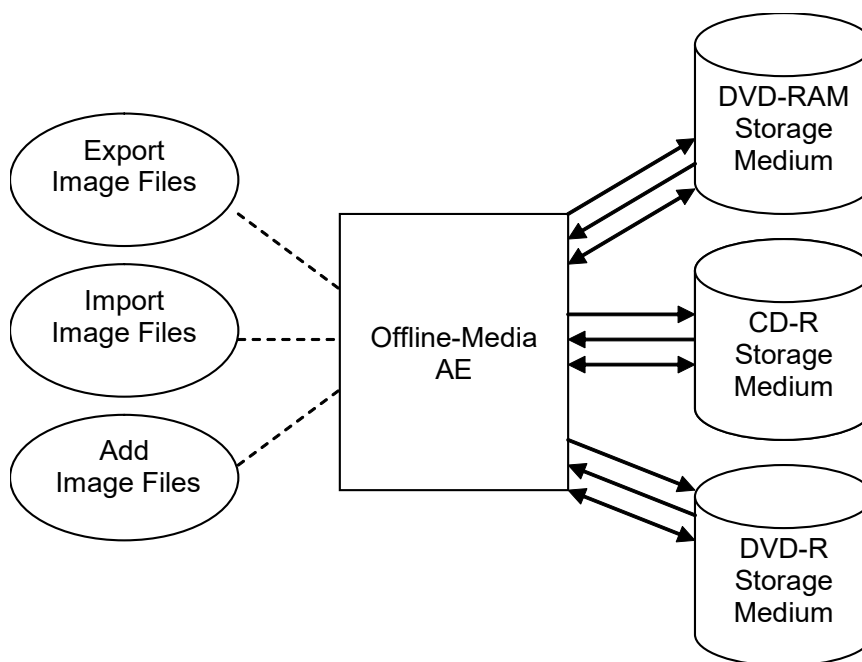 Export
Image Files
Import
Image Files
Add
Image Files
Offline-Media
AE
DVD-RAM
Storage
Medium
CD-R
Storage
Medium
DVD-R
Storage
Medium